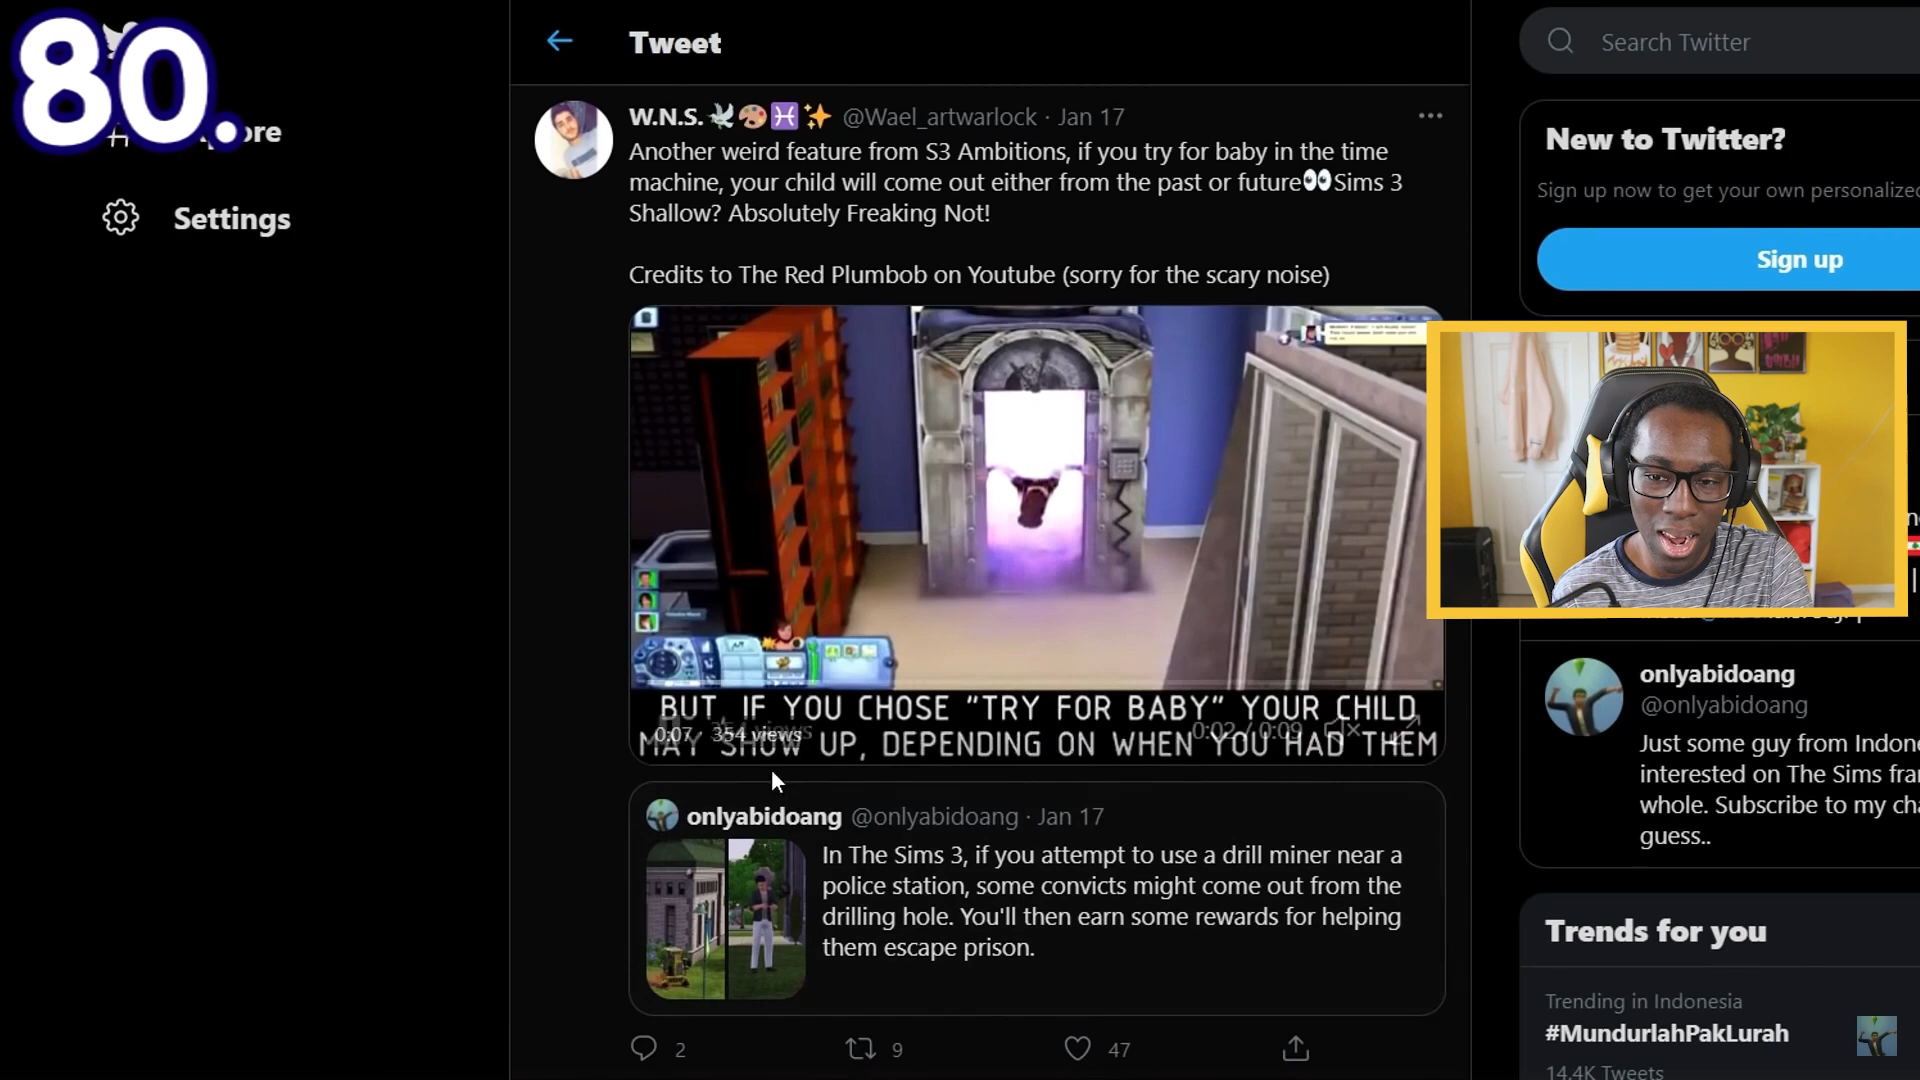 80.
Tweet
Search Twitter
Settings
W.N.S. @Wael_artwarlock · Jan 17
Another weird feature from S3 Ambitions, if you try for baby in the time
machine, your child will come out either from the past or future👀Sims 3
Shallow? Absolutely Freaking Not!
Credits to The Red Plumbob on Youtube (sorry for the scary noise)
BUT, IF YOU CHOSE "TRY FOR BABY" YOUR CHILD
MAY SHOW UP, DEPENDING ON WHEN YOU HAD THEM
0:07 354 views
0:02 / 0:09
onlyabidoang @onlyabidoang · Jan 17
In The Sims 3, if you attempt to use a drill miner near a
police station, some convicts might come out from the
drilling hole. You'll then earn some rewards for helping
them escape prison.
2
9
47
New to Twitter?
Sign up now to get your own personalized
Sign up
onlyabidoang
@onlyabidoang
Just some guy from Indone
interested on The Sims fran
whole. Subscribe to my cha
guess..
Trends for you
Trending in Indonesia
#MundurlahPakLurah
14.4K Tweets